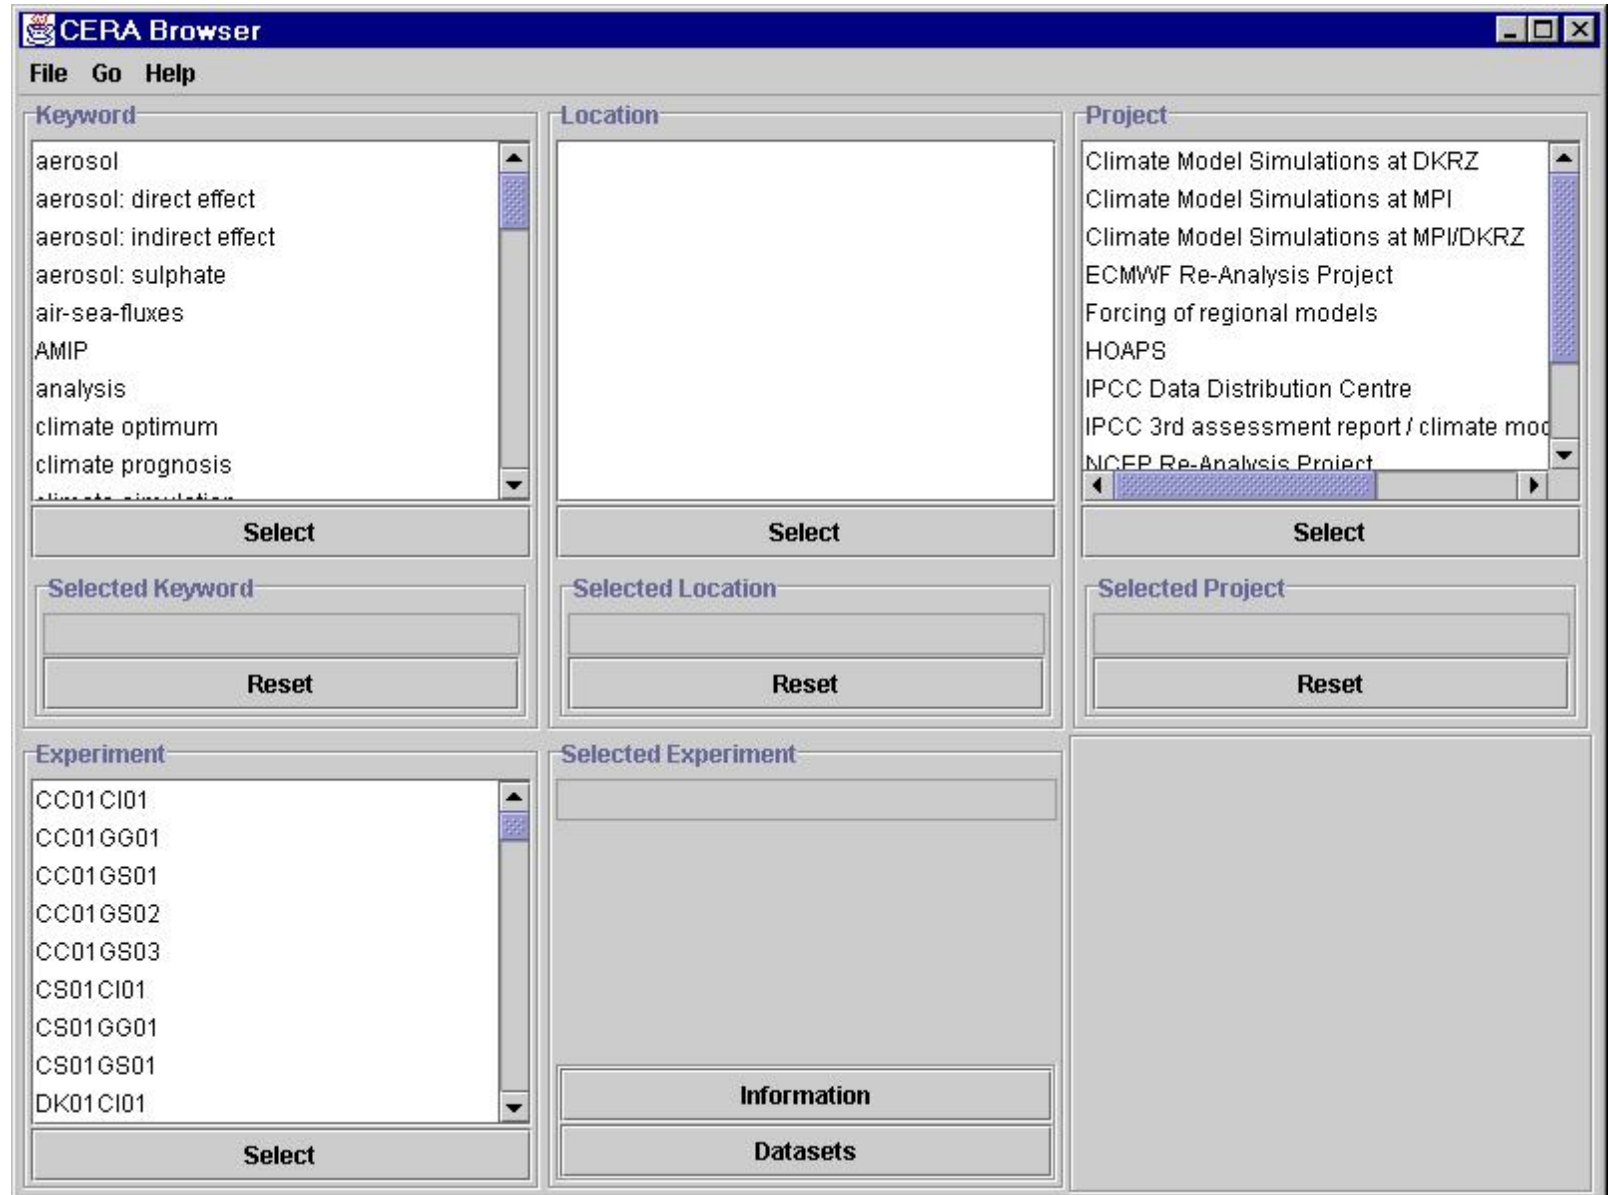 CERA Browser
File Go Help
Keyword
aerosol
aerosol: direct effect
aerosol: indirect effect
aerosol: sulphate
air-sea-fluxes
AMIP
analysis
climate optimum
climate prognosis
climate simulation
Select
Selected Keyword
Reset
Location
Select
Selected Location
Reset
Project
Climate Model Simulations at DKRZ
Climate Model Simulations at MPI
Climate Model Simulations at MPI/DKRZ
ECMWF Re-Analysis Project
Forcing of regional models
HOAPS
IPCC Data Distribution Centre
IPCC 3rd assessment report / climate mod
NCEP Re-Analysis Project
Select
Selected Project
Reset
Experiment
CC01CI01
CC01GG01
CC01GS01
CC01GS02
CC01GS03
CS01CI01
CS01GG01
CS01GS01
DK01CI01
Select
Selected Experiment
Information
Datasets